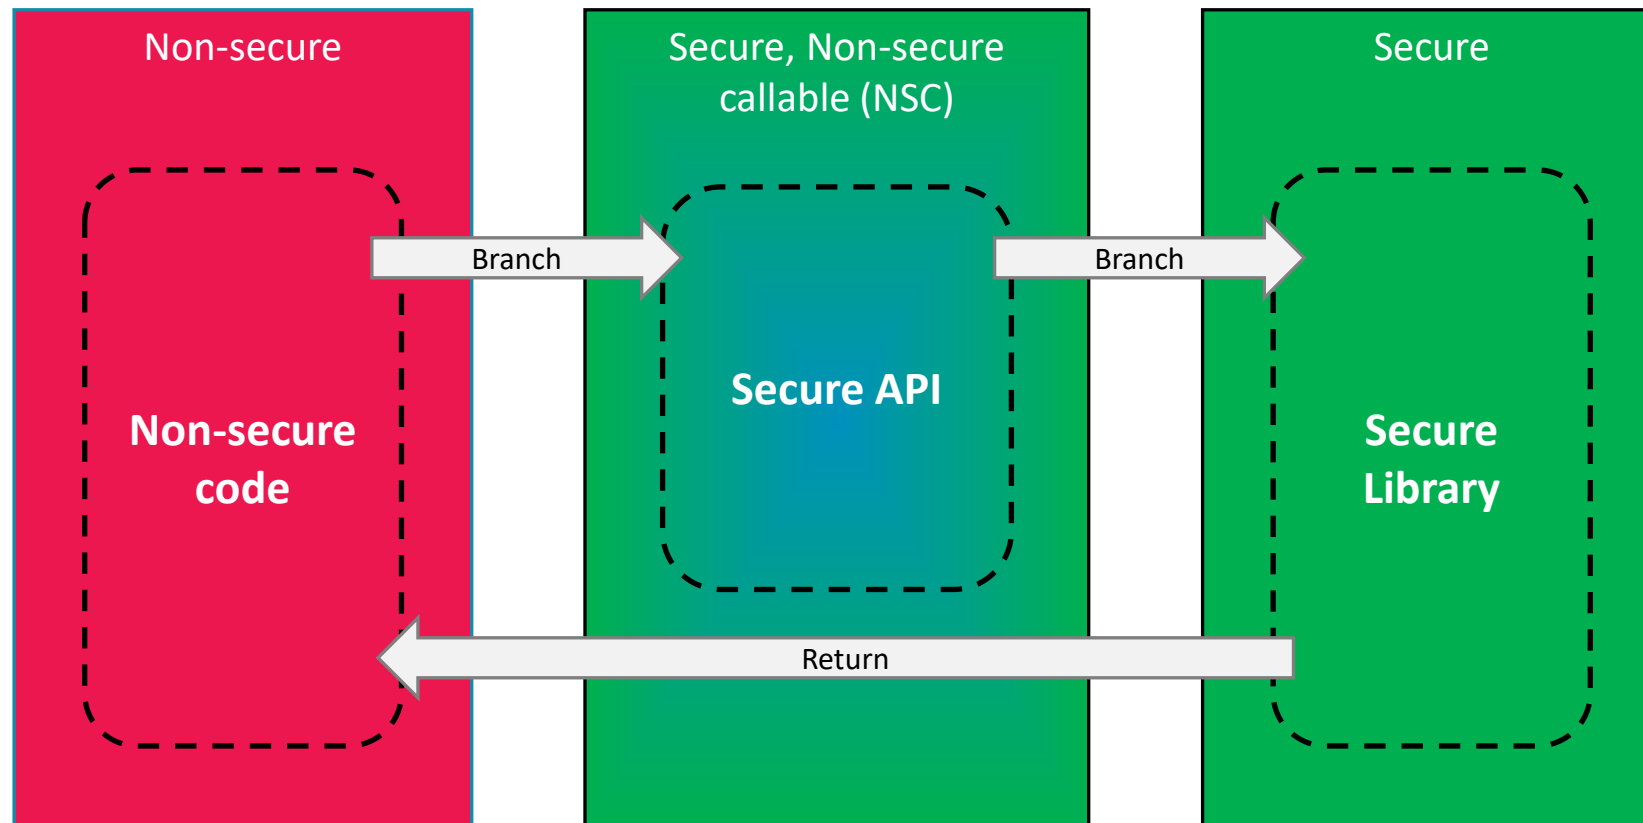 Non-secure
Secure, Non-secure
callable (NSC)
Secure
Branch
Branch
Secure API
Non-secure
code
Secure
Library
Return